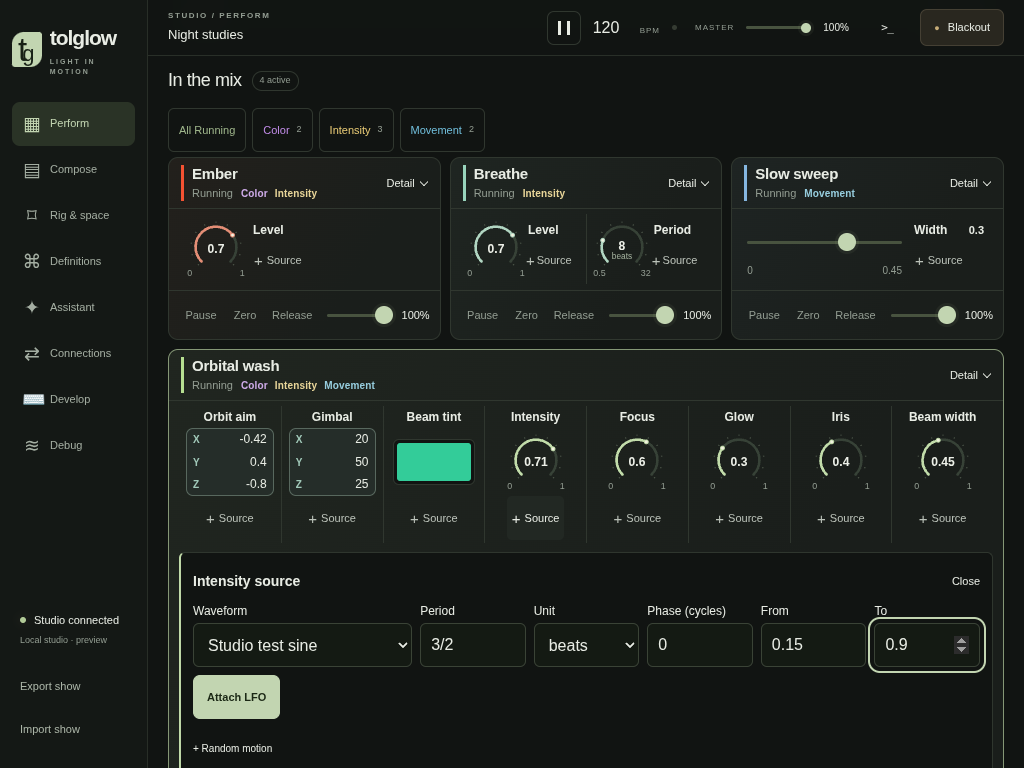 tg tolglow
LIGHT IN
MOTION
Perform
Compose
Rig & space
Definitions
Assistant
Connections
Develop
Debug
Studio connected
Local studio · preview
Export show
Import show
STUDIO / PERFORM
Night studies
120 BPM
MASTER 100%
>_
Blackout
In the mix 4 active
All Running
Color 2
Intensity 3
Movement 2
Ember
Running Color Intensity
Detail
0.7
0 1
Level
+ Source
Pause Zero Release 100%
Breathe
Running Intensity
Detail
0.7
0 1
Level
+ Source
8
beats
0.5 32
Period
+ Source
Pause Zero Release 100%
Slow sweep
Running Movement
Detail
0 0.45
Width 0.3
+ Source
Pause Zero Release 100%
Orbital wash
Running Color Intensity Movement
Detail
Orbit aim
X -0.42
Y 0.4
Z -0.8
+ Source
Gimbal
X 20
Y 50
Z 25
+ Source
Beam tint
+ Source
Intensity
0.71
0 1
+ Source
Focus
0.6
0 1
+ Source
Glow
0.3
0 1
+ Source
Iris
0.4
0 1
+ Source
Beam width
0.45
0 1
+ Source
Intensity source
Close
Waveform Period Unit Phase (cycles) From To
Studio test sine 3/2 beats 0 0.15 0.9
Attach LFO
+ Random motion